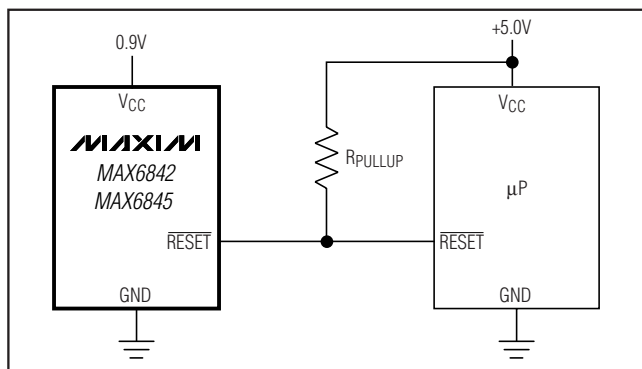 0.9V
+5.0V
VCC
VCC
MAXIM
MAX6842
MAX6845
RPULLUP
μP
RESET
RESET
GND
GND